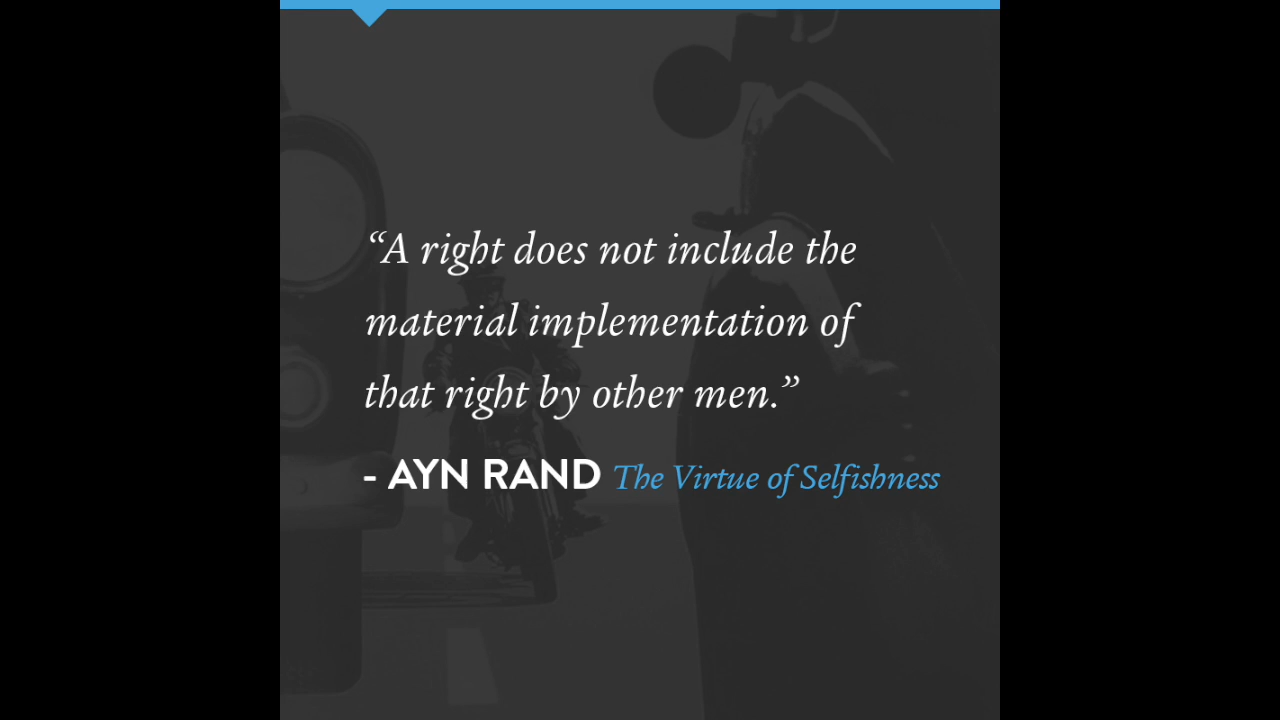 “A right does not include the
material implementation of
that right by other men.”
- AYN RAND The Virtue of Selfishness